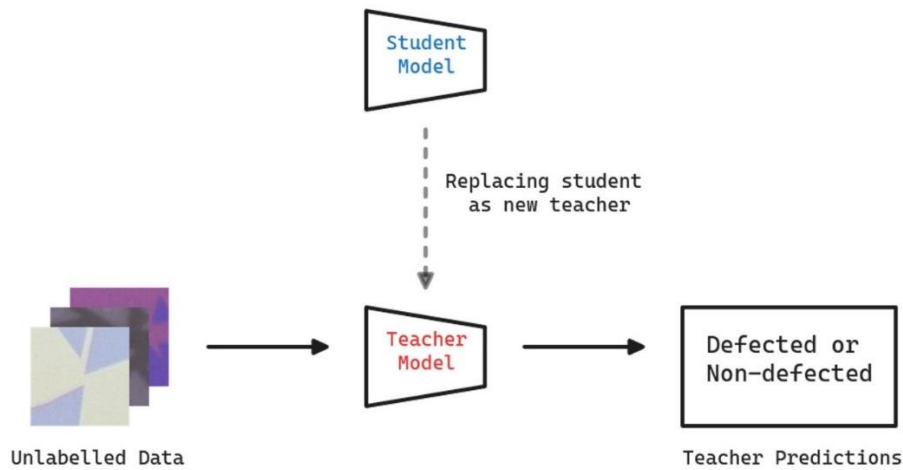 Student
Model
Replacing student
as new teacher
Teacher
Model
Defected or
Non-defected
Unlabelled Data
Teacher Predictions